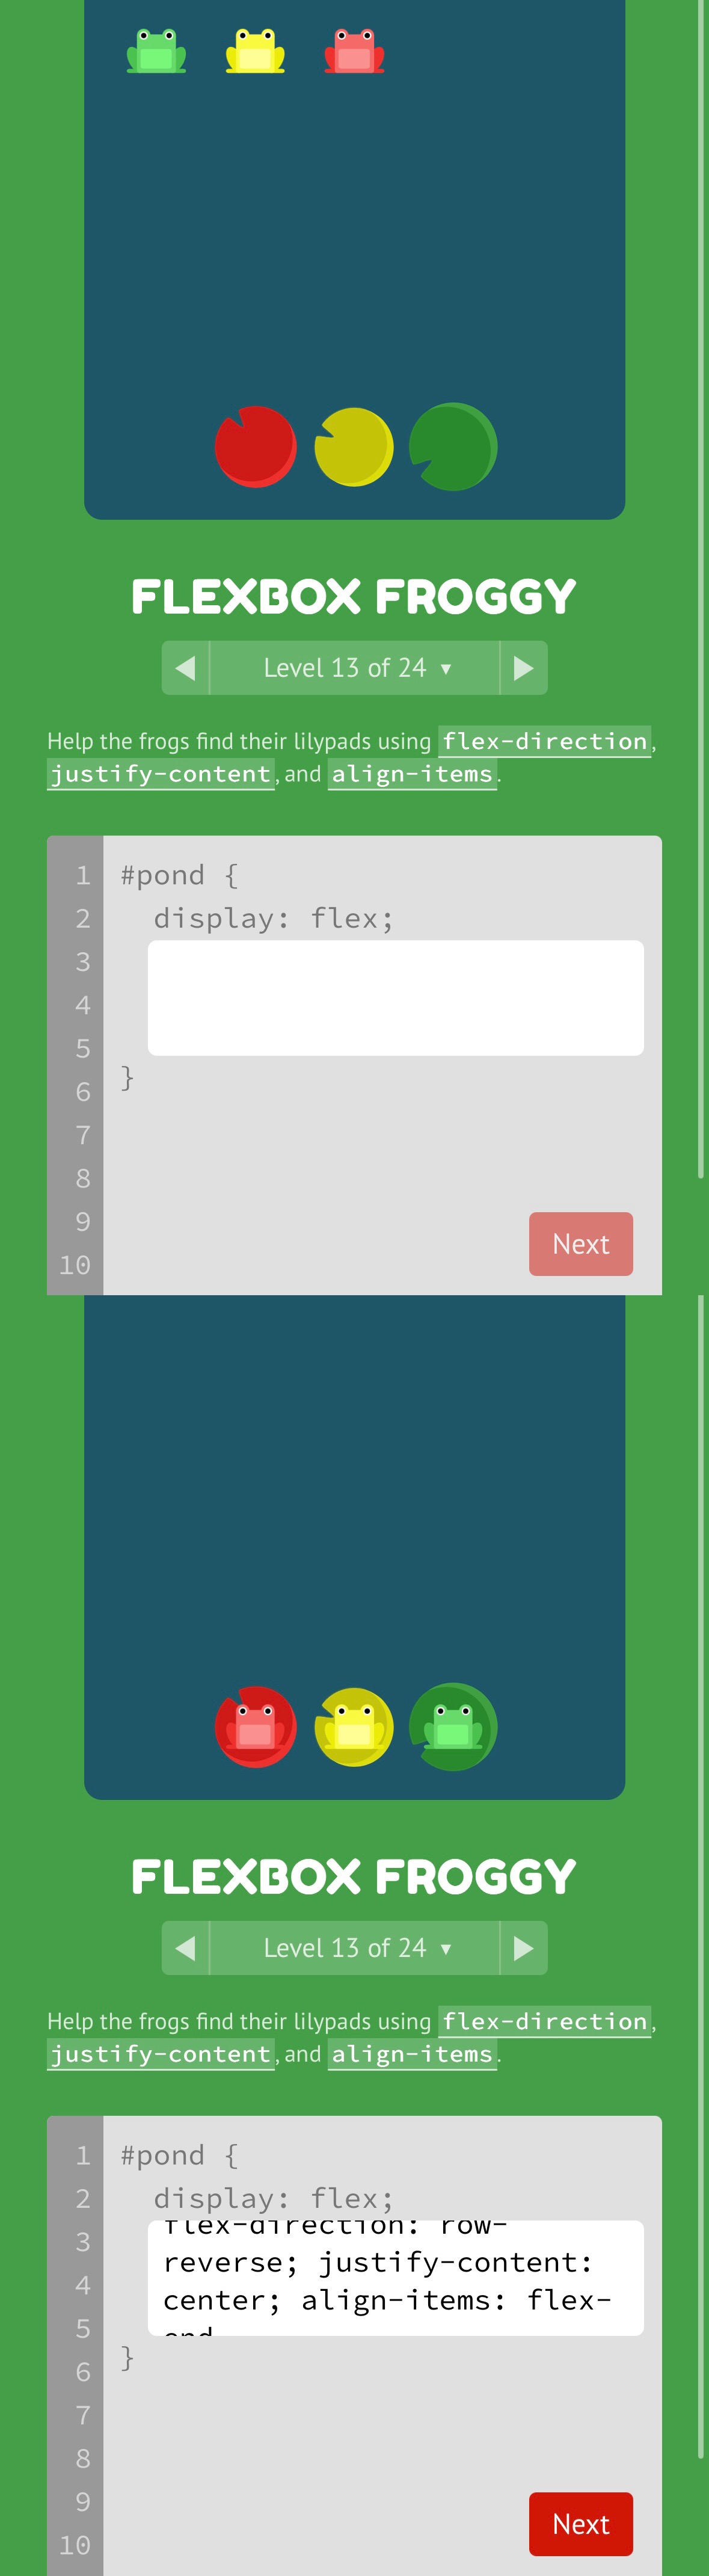 FLEXBOX FROGGY
Level 13 of 24 ▼
Help the frogs find their lilypads using flex-direction,
justify-content, and align-items.
1 #pond {
2   display: flex;
3
4
5
}
6
7
8
9
Next
10
FLEXBOX FROGGY
Level 13 of 24 ▼
Help the frogs find their lilypads using flex-direction,
justify-content, and align-items.
1 #pond {
2   display: flex;
flex-direction: row-
3 reverse; justify-content:
4 center; align-items: flex-
5 end
}
6
7
8
9
Next
10